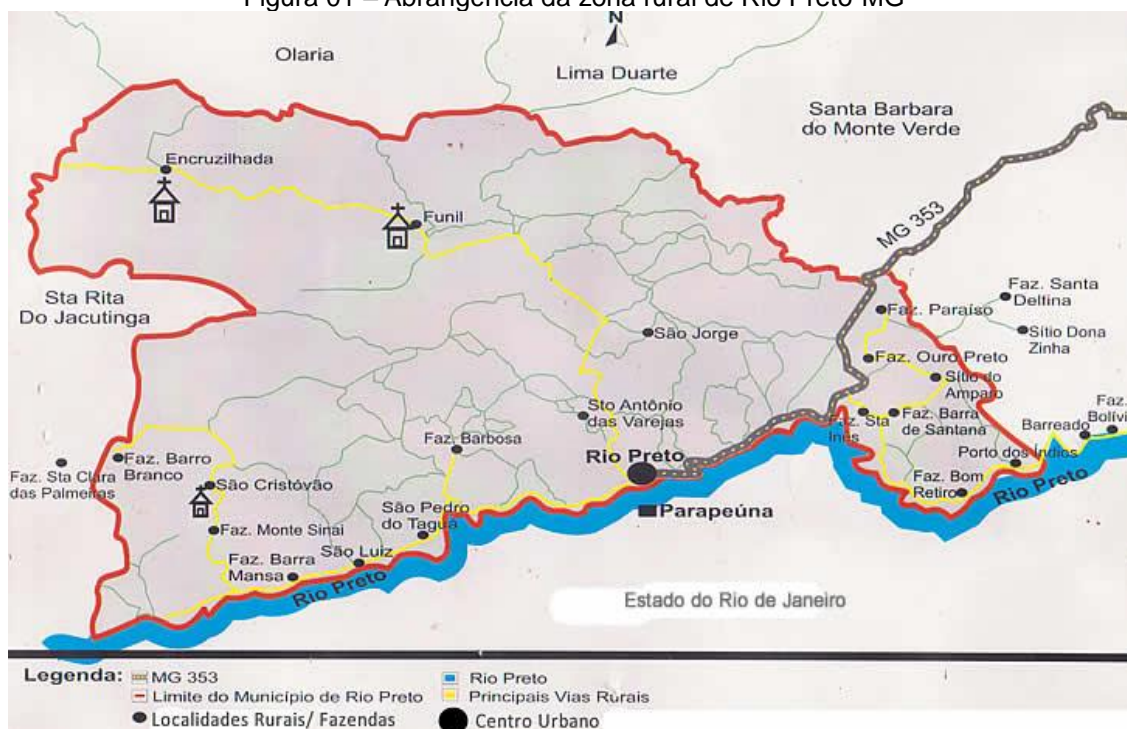 Figura 01 – Abrangência da zona rural de Rio Preto-MG
N
Olaria
Lima Duarte
Santa Barbara
do Monte Verde
Encruzilhada
MG 353
Funil
Sta Rita
Do Jacutinga
Faz. Santa
Delfina
Faz. Paraíso
São Jorge
Sítio Dona
Zinha
Faz. Ouro Preto
Sítio do
Amparo
Sto Antônio
das Varejas
Faz. Sta
Inês
Faz. Barra
de Santana
Faz.
Bolívi
Barreado
Faz. Barbosa
Rio Preto
Porto dos Índios
Faz. Sta Clara
das Palmeiras
Faz. Barro
Branco
São Cristóvão
Faz. Bom
Retiro
Rio Preto
São Pedro
do Taguá
Parapeúna
Faz. Monte Sinai
Faz. Barra
Mansa
São Luiz
Rio Preto
Estado do Rio de Janeiro
Legenda:
MG 353
Rio Preto
Limite do Município de Rio Preto
Principais Vias Rurais
Localidades Rurais/ Fazendas
Centro Urbano